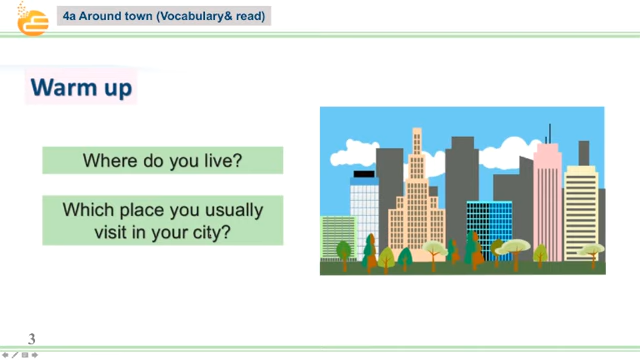 4a Around town (Vocabulary& read)
Warm up
Where do you live?
Which place you usually
visit in your city?
3